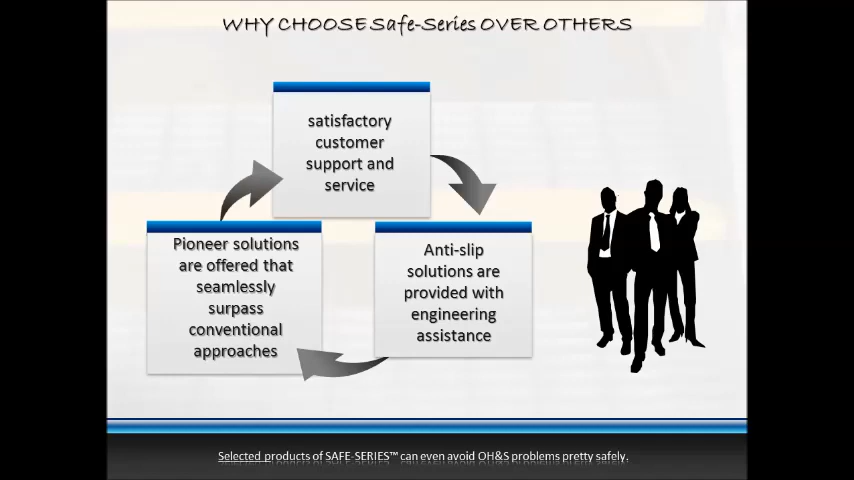 WHY CHOOSE Safe-Series OVER OTHERS
satisfactory
customer
support and
service
Pioneer solutions
are offered that
seamlessly
surpass
conventional
approaches
Anti-slip
solutions are
provided with
engineering
assistance
Selected products of SAFE-SERIES™ can even avoid OH&S problems pretty safely.